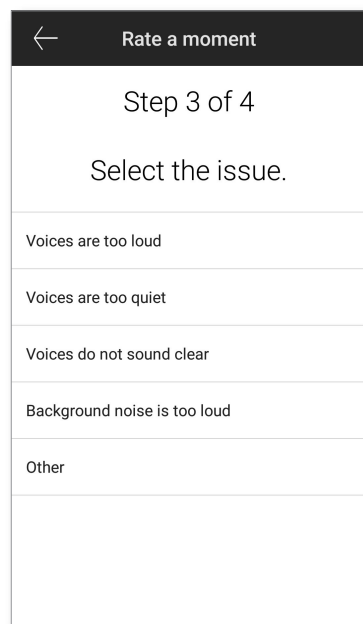 Rate a moment
Step 3 of 4
Select the issue.
Voices are too loud
Voices are too quiet
Voices do not sound clear
Background noise is too loud
Other